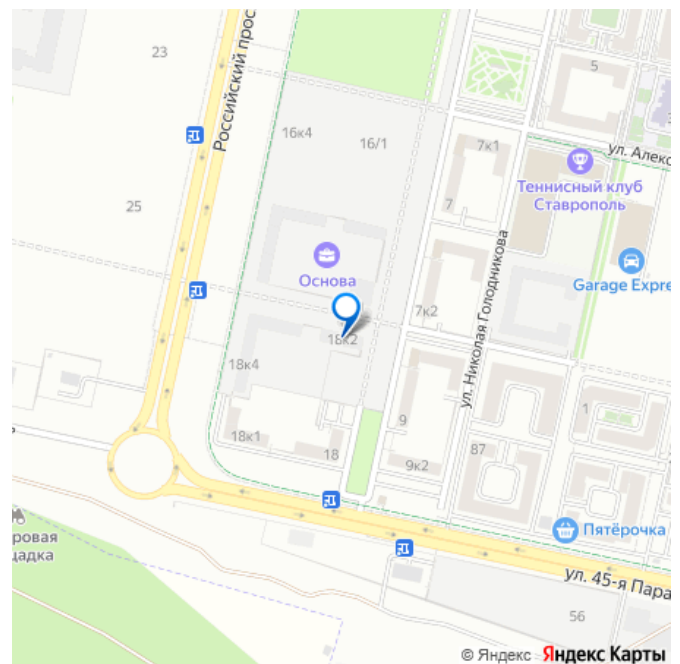 23
Российский прос
5
16к4
16/1
7к1
ул. Алекс
Теннисный клуб
Ставрополь
25
7
ул. Николая Голодникова
Основа
Garage Expre
7к2
18к2
18к4
9
1
18к1
18
9к2
87
ровая
щадка
Пятёрочка
ул. 45-я Пара
56
© Яндекс Яндекс Карты